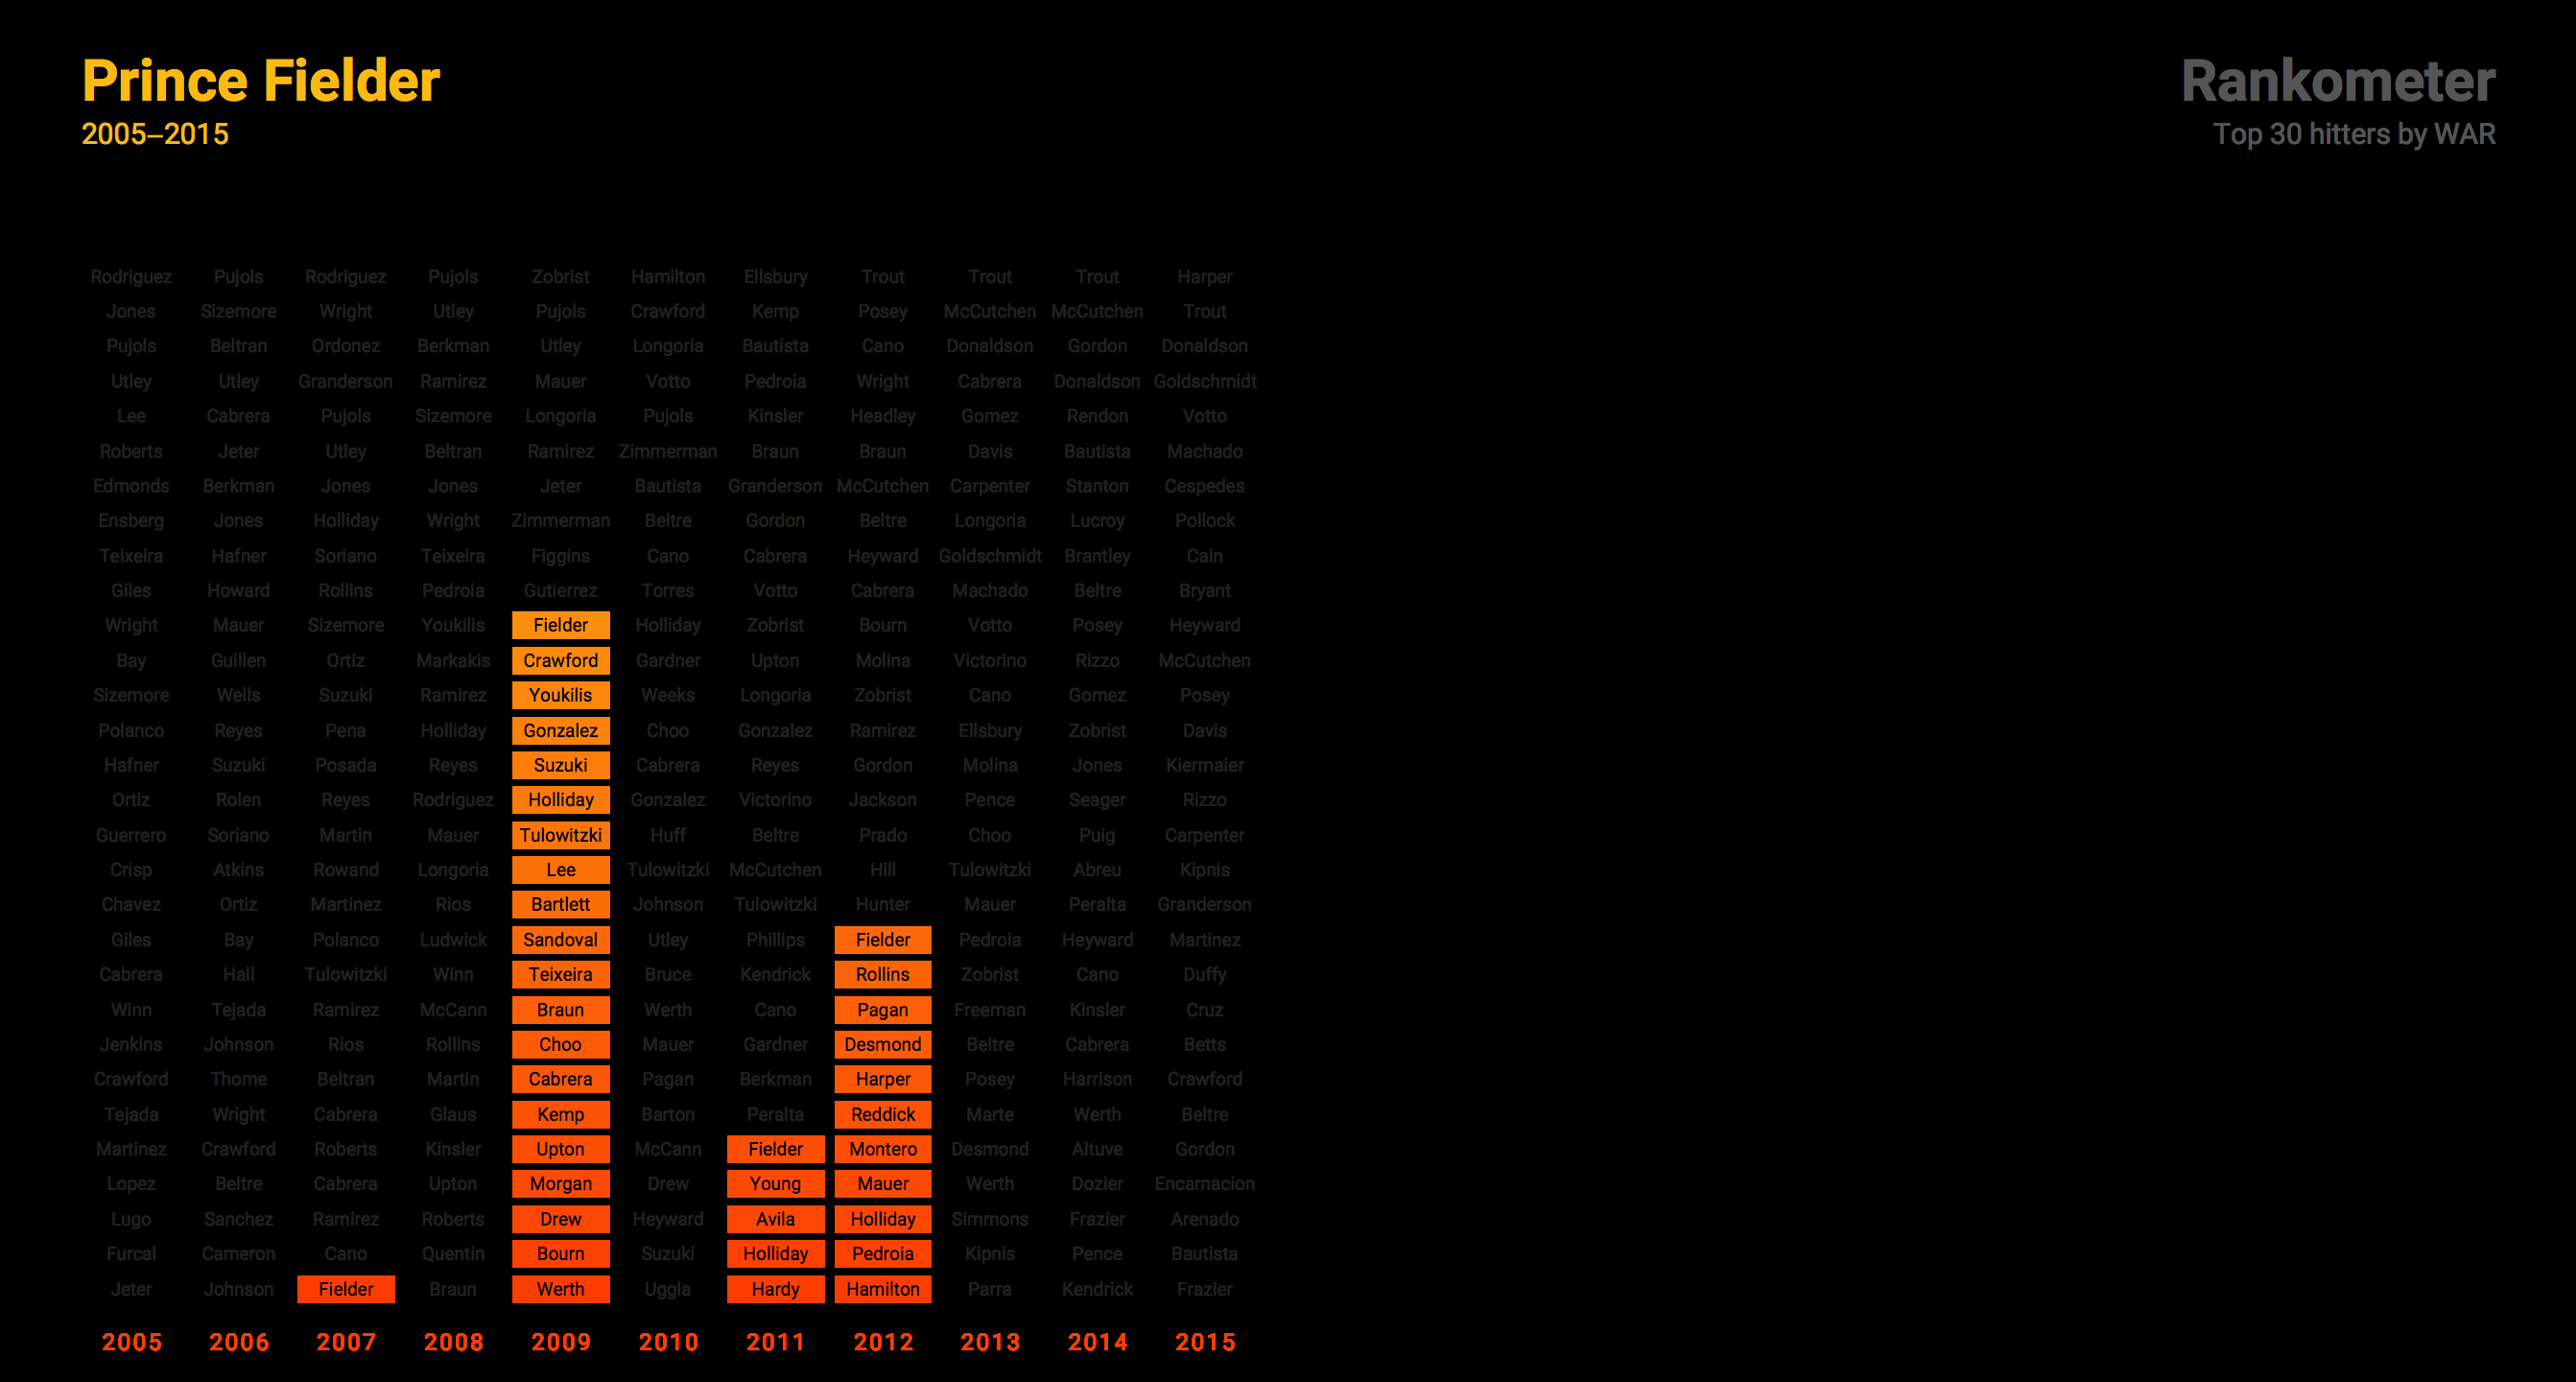 Prince Fielder
2005–2015
Rankometer
Top 30 hitters by WAR
Rodriguez Pujols Rodriguez Pujols Zobrist Hamilton Ellsbury Trout Trout Trout Harper
Jones Sizemore Wright Utley Pujols Crawford Kemp Posey McCutchen McCutchen Trout
Pujols Beltran Ordonez Berkman Utley Longoria Bautista Cano Donaldson Gordon Donaldson
Utley Utley Granderson Ramirez Mauer Votto Pedroia Wright Cabrera Donaldson Goldschmidt
Lee Cabrera Pujols Sizemore Longoria Pujols Kinsler Headley Gomez Rendon Votto
Roberts Jeter Utley Beltran Ramirez Zimmerman Braun Braun Davis Bautista Machado
Edmonds Berkman Jones Jones Jeter Bautista Granderson McCutchen Carpenter Stanton Cespedes
Ensberg Jones Holliday Wright Zimmerman Beltre Gordon Beltre Longoria Lucroy Pollock
Teixeira Hafner Soriano Teixeira Figgins Cano Cabrera Heyward Goldschmidt Brantley Cain
Giles Howard Rollins Pedroia Gutierrez Torres Votto Cabrera Machado Beltre Bryant
Wright Mauer Sizemore Youkilis Fielder Holliday Zobrist Bourn Votto Posey Heyward
Bay Guillen Ortiz Markakis Crawford Gardner Upton Molina Victorino Rizzo McCutchen
Sizemore Wells Suzuki Ramirez Youkilis Weeks Longoria Zobrist Cano Gomez Posey
Polanco Reyes Pena Holliday Gonzalez Choo Gonzalez Ramirez Ellsbury Zobrist Davis
Hafner Suzuki Posada Reyes Suzuki Cabrera Reyes Gordon Molina Jones Kiermaier
Ortiz Rolen Reyes Rodriguez Holliday Gonzalez Victorino Jackson Pence Seager Rizzo
Guerrero Soriano Martin Mauer Tulowitzki Huff Beltre Prado Choo Puig Carpenter
Crisp Atkins Rowand Longoria Lee Tulowitzki McCutchen Hill Tulowitzki Abreu Kipnis
Chavez Ortiz Martinez Rios Bartlett Johnson Tulowitzki Hunter Mauer Peralta Granderson
Giles Bay Polanco Ludwick Sandoval Utley Phillips Fielder Pedroia Heyward Martinez
Cabrera Hall Tulowitzki Winn Teixeira Bruce Kendrick Rollins Zobrist Cano Duffy
Winn Tejada Ramirez McCann Braun Werth Cano Pagan Freeman Kinsler Cruz
Jenkins Johnson Rios Rollins Choo Mauer Gardner Desmond Beltre Cabrera Betts
Crawford Thome Beltran Martin Cabrera Pagan Berkman Harper Posey Harrison Crawford
Tejada Wright Cabrera Glaus Kemp Barton Peralta Reddick Marte Werth Beltre
Martinez Crawford Roberts Kinsler Upton McCann Fielder Montero Desmond Altuve Gordon
Lopez Beltre Cabrera Upton Morgan Drew Young Mauer Werth Dozier Encarnacion
Lugo Sanchez Ramirez Roberts Drew Heyward Avila Holliday Simmons Frazier Arenado
Furcal Cameron Cano Quentin Bourn Suzuki Holliday Pedroia Kipnis Pence Bautista
Jeter Johnson Fielder Braun Werth Uggla Hardy Hamilton Parra Kendrick Frazier
2005 2006 2007 2008 2009 2010 2011 2012 2013 2014 2015